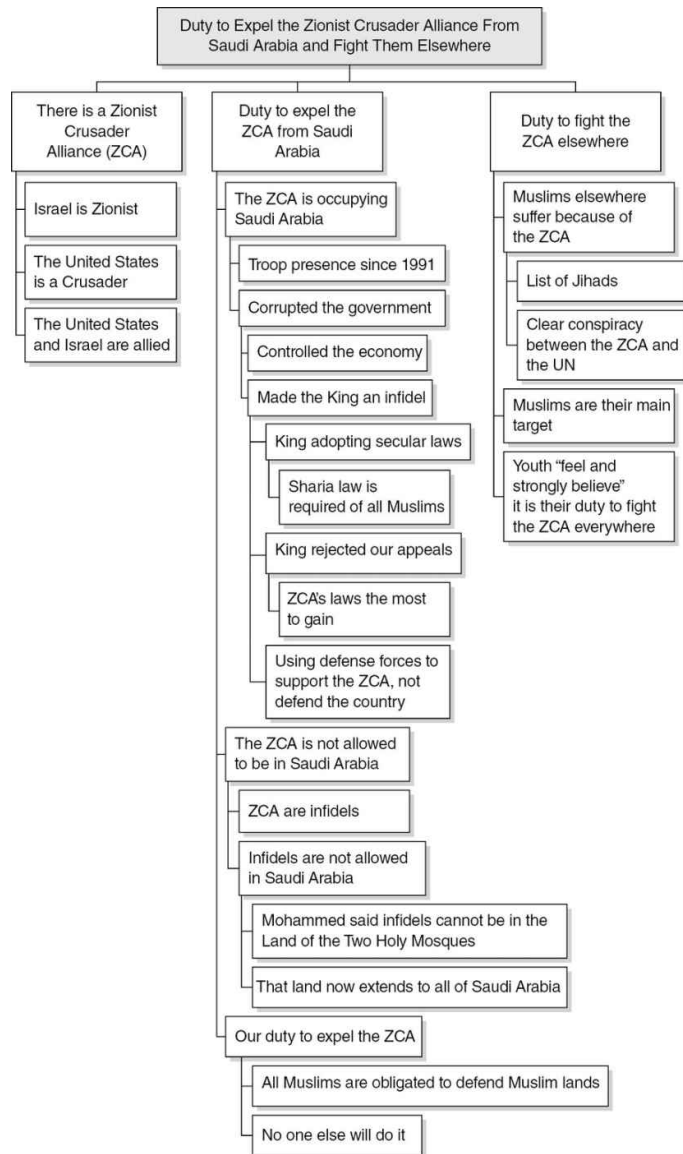 Duty to Expel the Zionist Crusader Alliance From
Saudi Arabia and Fight Them Elsewhere
There is a Zionist
Crusader
Alliance (ZCA)
Israel is Zionist
The United States
is a Crusader
The United States
and Israel are allied
Duty to expel the
ZCA from Saudi
Arabia
The ZCA is occupying
Saudi Arabia
Troop presence since 1991
Corrupted the government
Controlled the economy
Made the King an infidel
King adopting secular laws
Sharia law is
required of all Muslims
King rejected our appeals
ZCA's laws the most
to gain
Using defense forces to
support the ZCA, not
defend the country
The ZCA is not allowed
to be in Saudi Arabia
ZCA are infidels
Infidels are not allowed
in Saudi Arabia
Mohammed said infidels cannot be in the
Land of the Two Holy Mosques
That land now extends to all of Saudi Arabia
Our duty to expel the ZCA
All Muslims are obligated to defend Muslim lands
No one else will do it
Duty to fight the
ZCA elsewhere
Muslims elsewhere
suffer because of
the ZCA
List of Jihads
Clear conspiracy
between the ZCA and
the UN
Muslims are their main
target
Youth “feel and
strongly believe”
it is their duty to fight
the ZCA everywhere